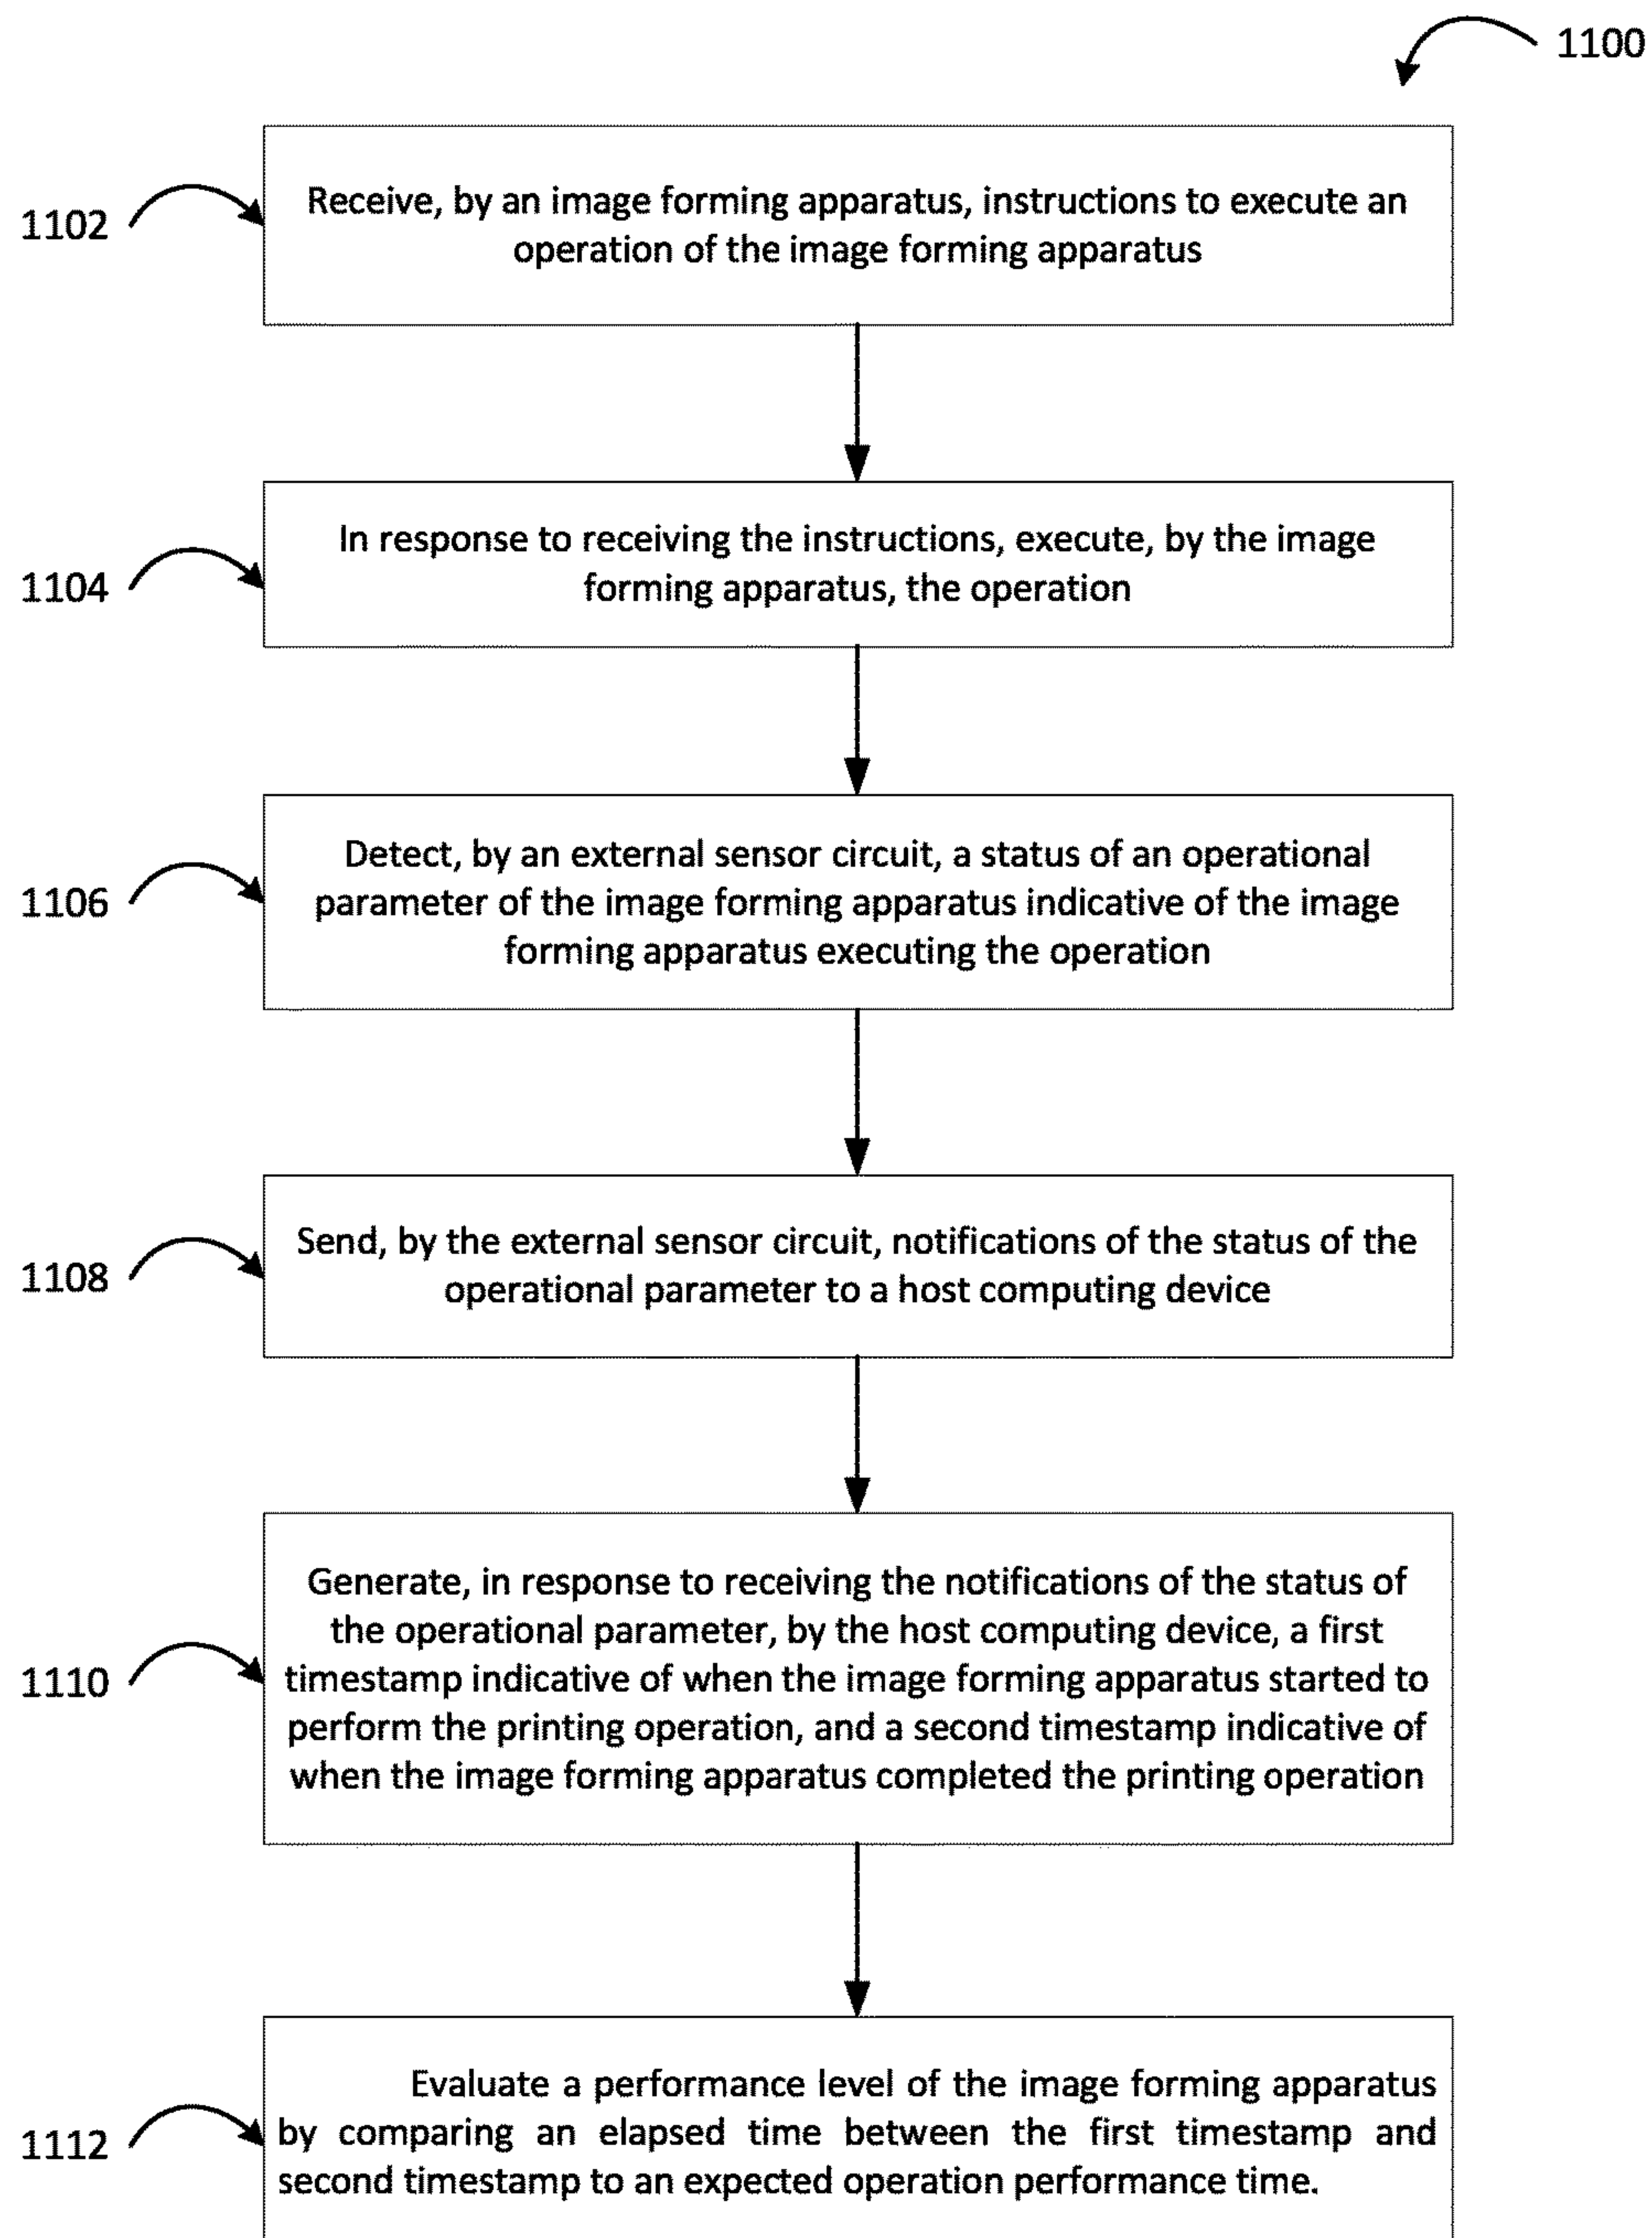 1100
1102
Receive, by an image forming apparatus, instructions to execute an
operation of the image forming apparatus
1104
In response to receiving the instructions, execute, by the image
forming apparatus, the operation
1106
Detect, by an external sensor circuit, a status of an operational
parameter of the image forming apparatus indicative of the image
forming apparatus executing the operation
1108
Send, by the external sensor circuit, notifications of the status of the
operational parameter to a host computing device
1110
Generate, in response to receiving the notifications of the status of
the operational parameter, by the host computing device, a first
timestamp indicative of when the image forming apparatus started to
perform the printing operation, and a second timestamp indicative of
when the image forming apparatus completed the printing operation
1112
Evaluate a performance level of the image forming apparatus
by comparing an elapsed time between the first timestamp and
second timestamp to an expected operation performance time.